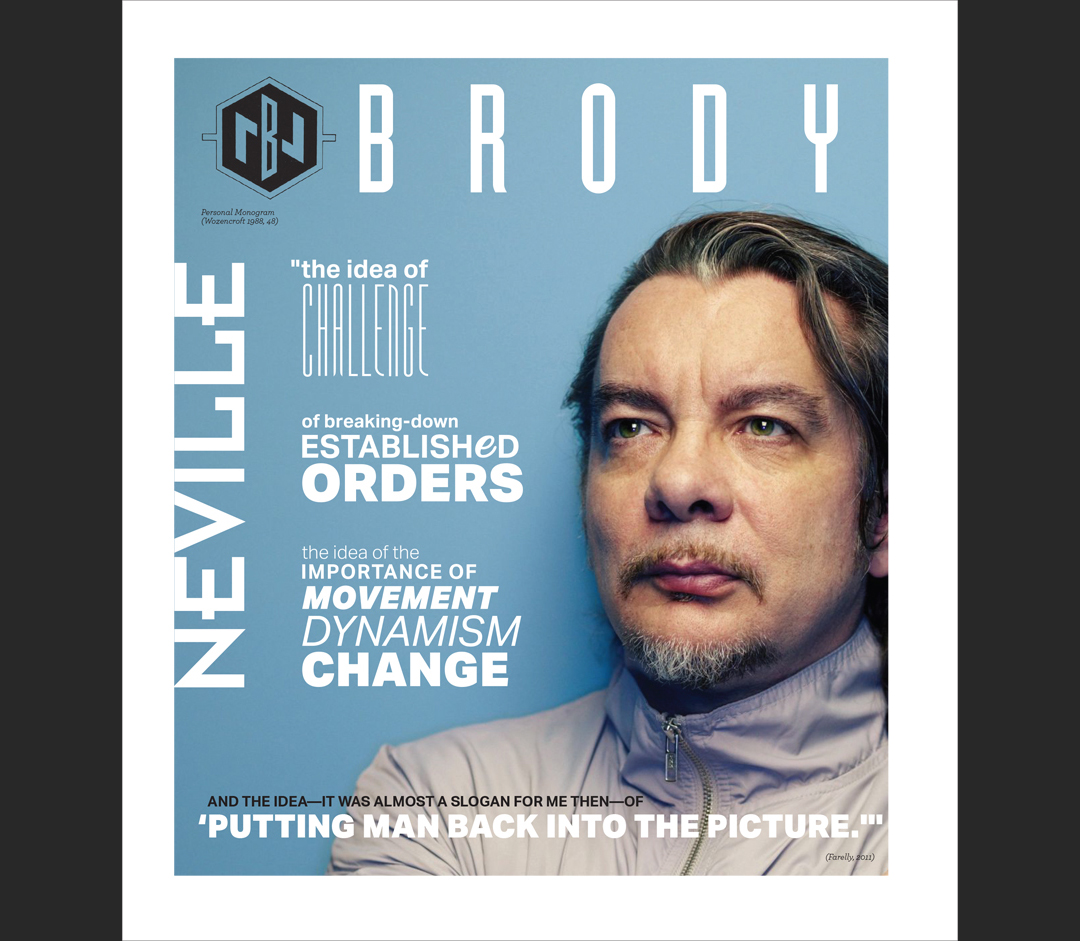 BRODY
Personal Monogram
(Wozencroft 1988, 48)
NEVILLE
"the idea of
CHALLENGE
of breaking-down
ESTABLISHeD
ORDERS
the idea of the
IMPORTANCE OF
MOVEMENT
DYNAMISM
CHANGE
AND THE IDEA—IT WAS ALMOST A SLOGAN FOR ME THEN—OF
‘PUTTING MAN BACK INTO THE PICTURE.'"
(Farelly, 2011)